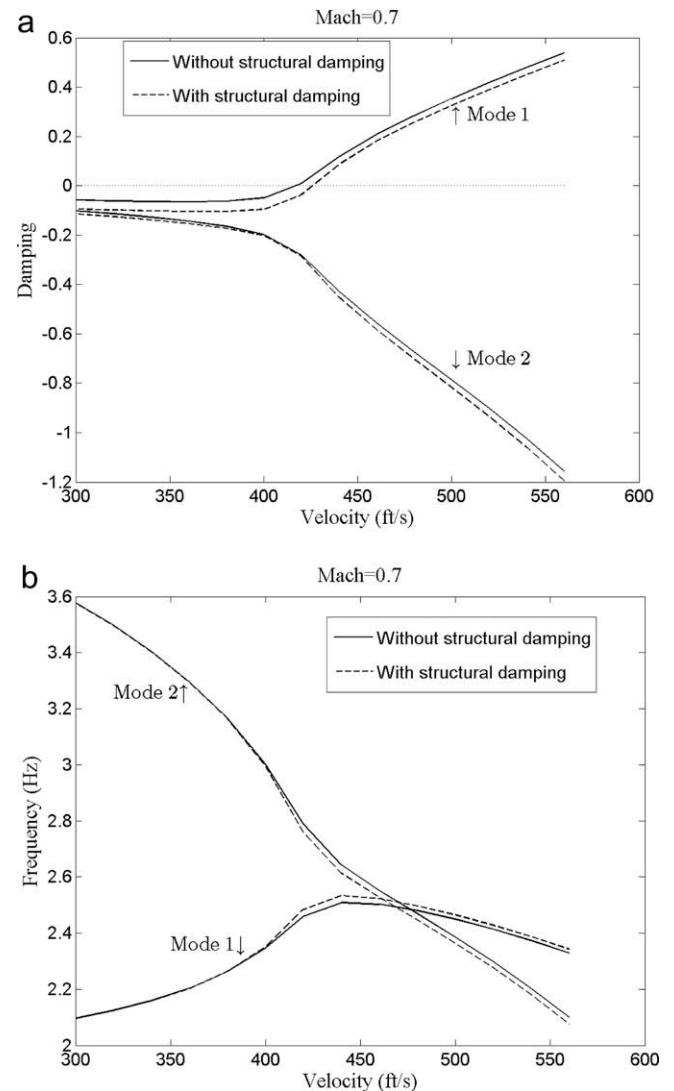 a
Mach=0.7
0.6
0.4
0.2
0
-0.2
-0.4
-0.6
-0.8
-1
-1.2
Damping
Without structural damping
With structural damping
↑ Mode 1
↓ Mode 2
300 350 400 450 500 550 600
Velocity (ft/s)
b
Mach=0.7
3.6
3.4
3.2
3
2.8
2.6
2.4
2.2
2
Frequency (Hz)
Without structural damping
With structural damping
Mode 2↑
Mode 1↓
300 350 400 450 500 550 600
Velocity (ft/s)